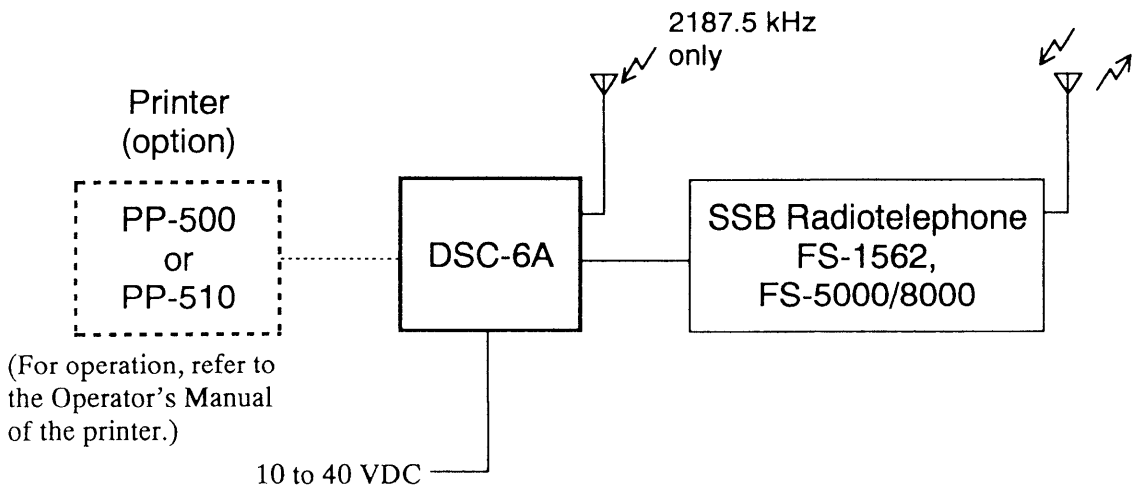 2187.5 kHz
only
Printer
(option)
PP-500
or
PP-510
DSC-6A
SSB Radiotelephone
FS-1562,
FS-5000/8000
(For operation, refer to
the Operator's Manual
of the printer.)
10 to 40 VDC